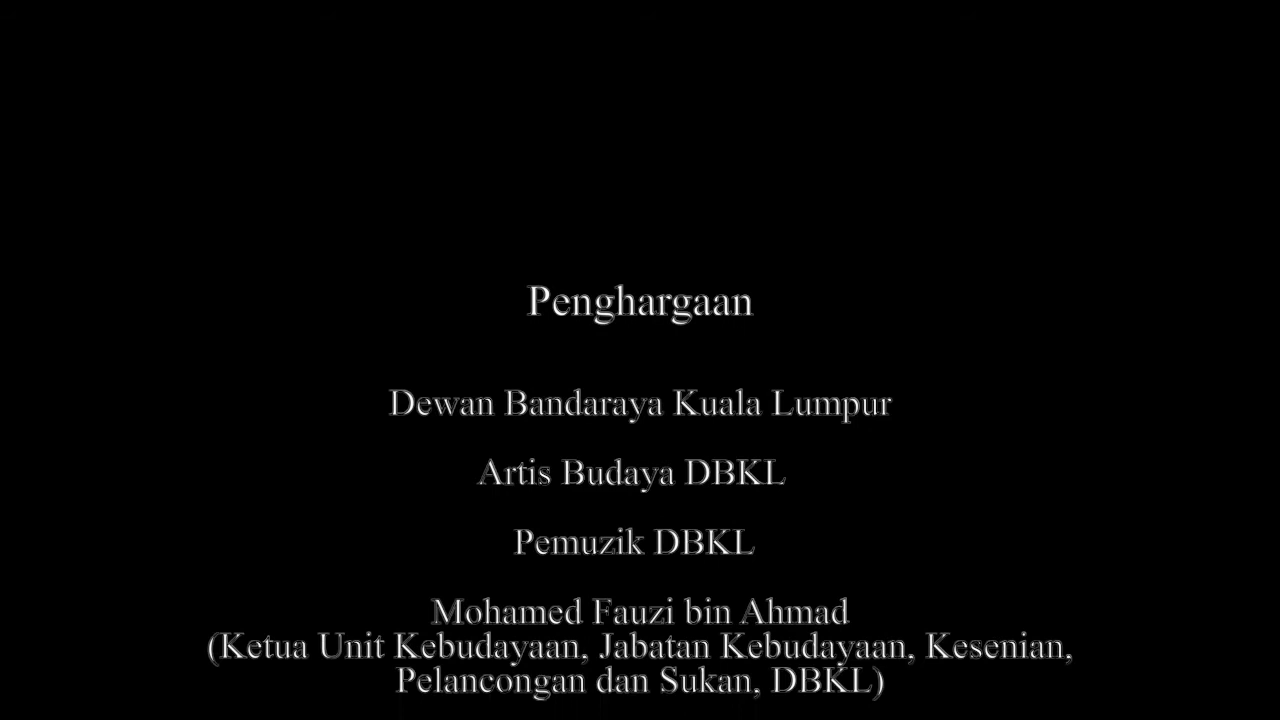 Penghargaan
Dewan Bandaraya Kuala Lumpur
Artis Budaya DBKL
Pemuzik DBKL
Mohamed Fauzi bin Ahmad
(Ketua Unit Kebudayaan, Jabatan Kebudayaan, Kesenian,
Pelancongan dan Sukan, DBKL)